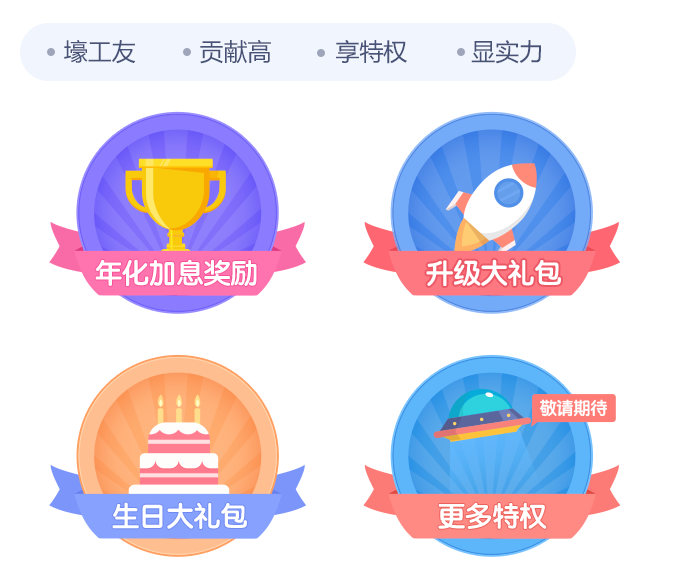 • 壕工友 • 贡献高 • 享特权 • 显实力
年化加息奖励
升级大礼包
敬请期待
生日大礼包
更多特权